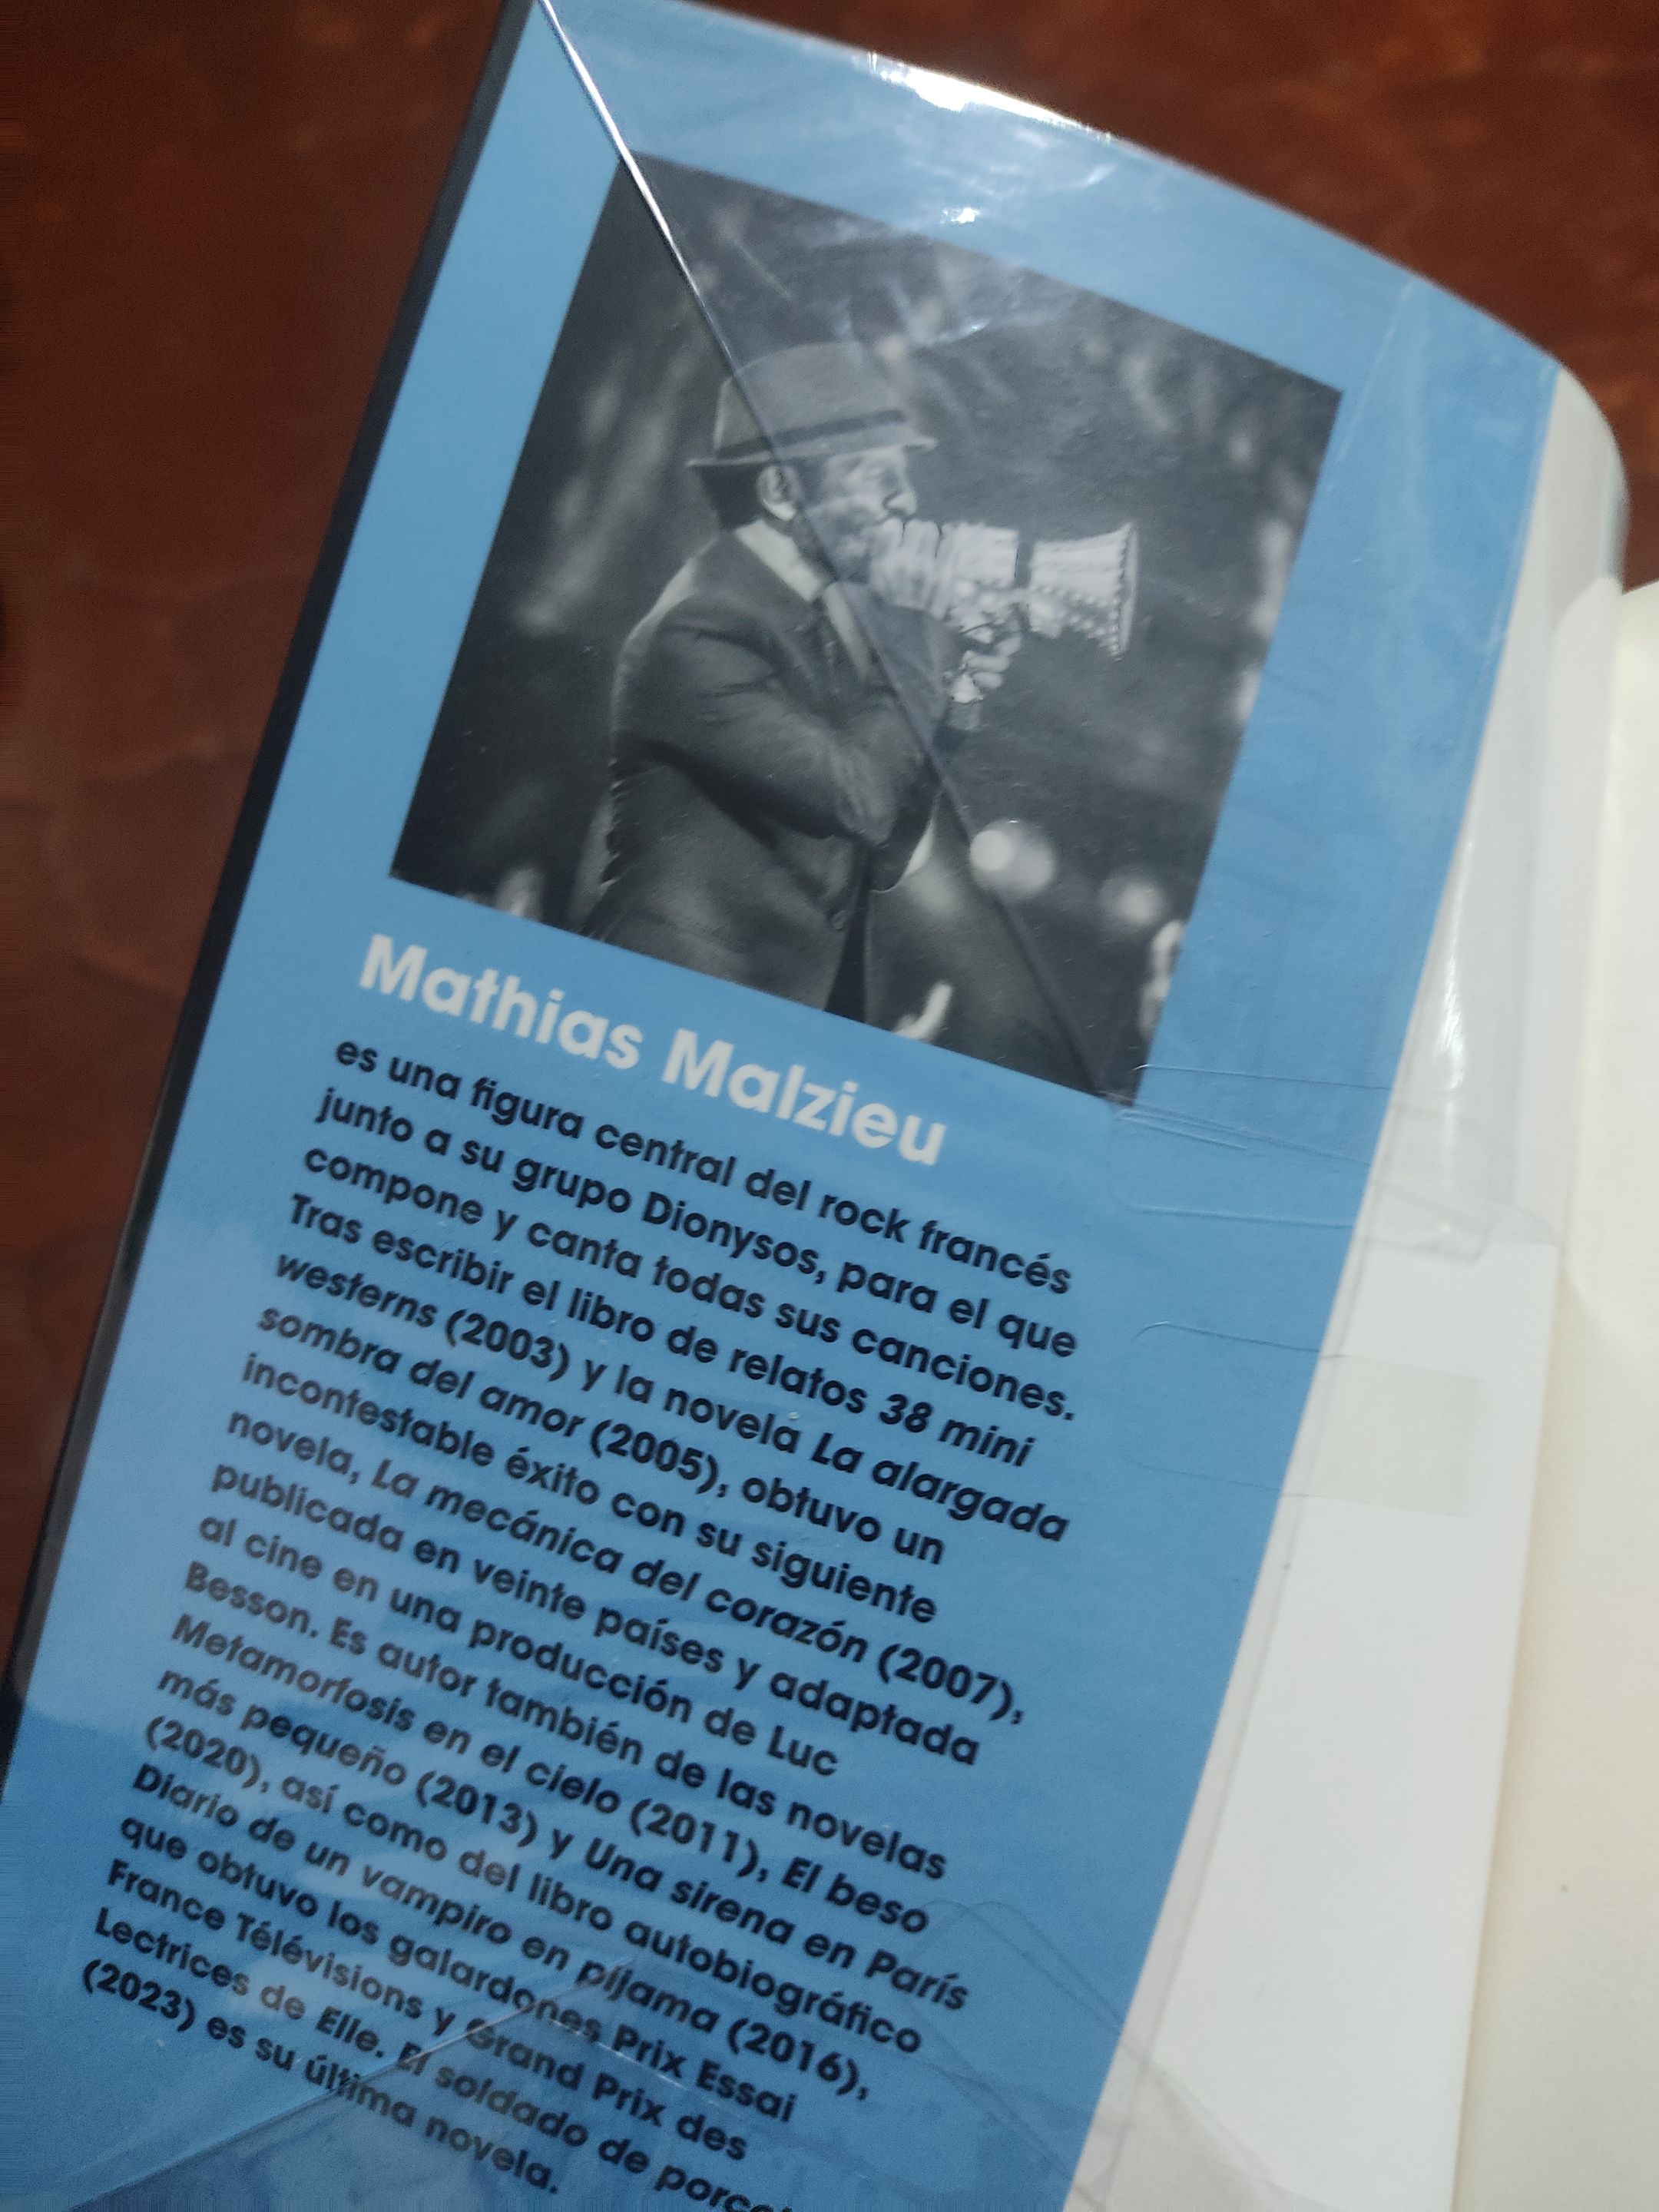 Mathias Malzieu
es una figura central del rock francés
junto a su grupo Dionysos, para el que
compone y canta todas sus canciones.
Tras escribir el libro de relatos 38 mini
westerns (2003) y la novela La alargada
sombra del amor (2005), obtuvo un
incontestable éxito con su siguiente
novela, La mecánica del corazón (2007),
publicada en veinte países y adaptada
al cine en una producción de Luc
Besson. Es autor también de las novelas
Metamorfosis en el cielo (2011), El beso
más pequeño (2013) y Una sirena en París
(2020), así como del libro autobiográfico
Diario de un vampiro en pijama (2016),
que obtuvo los galardones Prix Essai
France Télévisions y Grand Prix des
Lectrices de Elle. El soldado de
(2023) es su última novela.